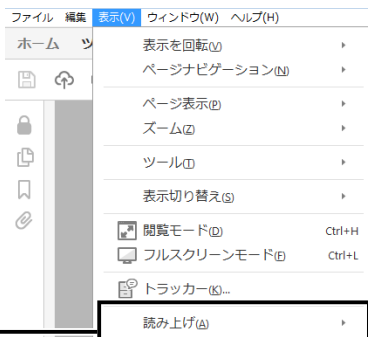 ファイル 編集 表示(V) ウィンドウ(W) ヘルプ(H)
ホーム ツ
表示を回転(V)
ページナビゲーション(N)
ページ表示(P)
ズーム(Z)
ツール(T)
表示切り替え(S)
閲覧モード(D) Ctrl+H
フルスクリーンモード(F) Ctrl+L
トラッカー(K)...
読み上げ(A)